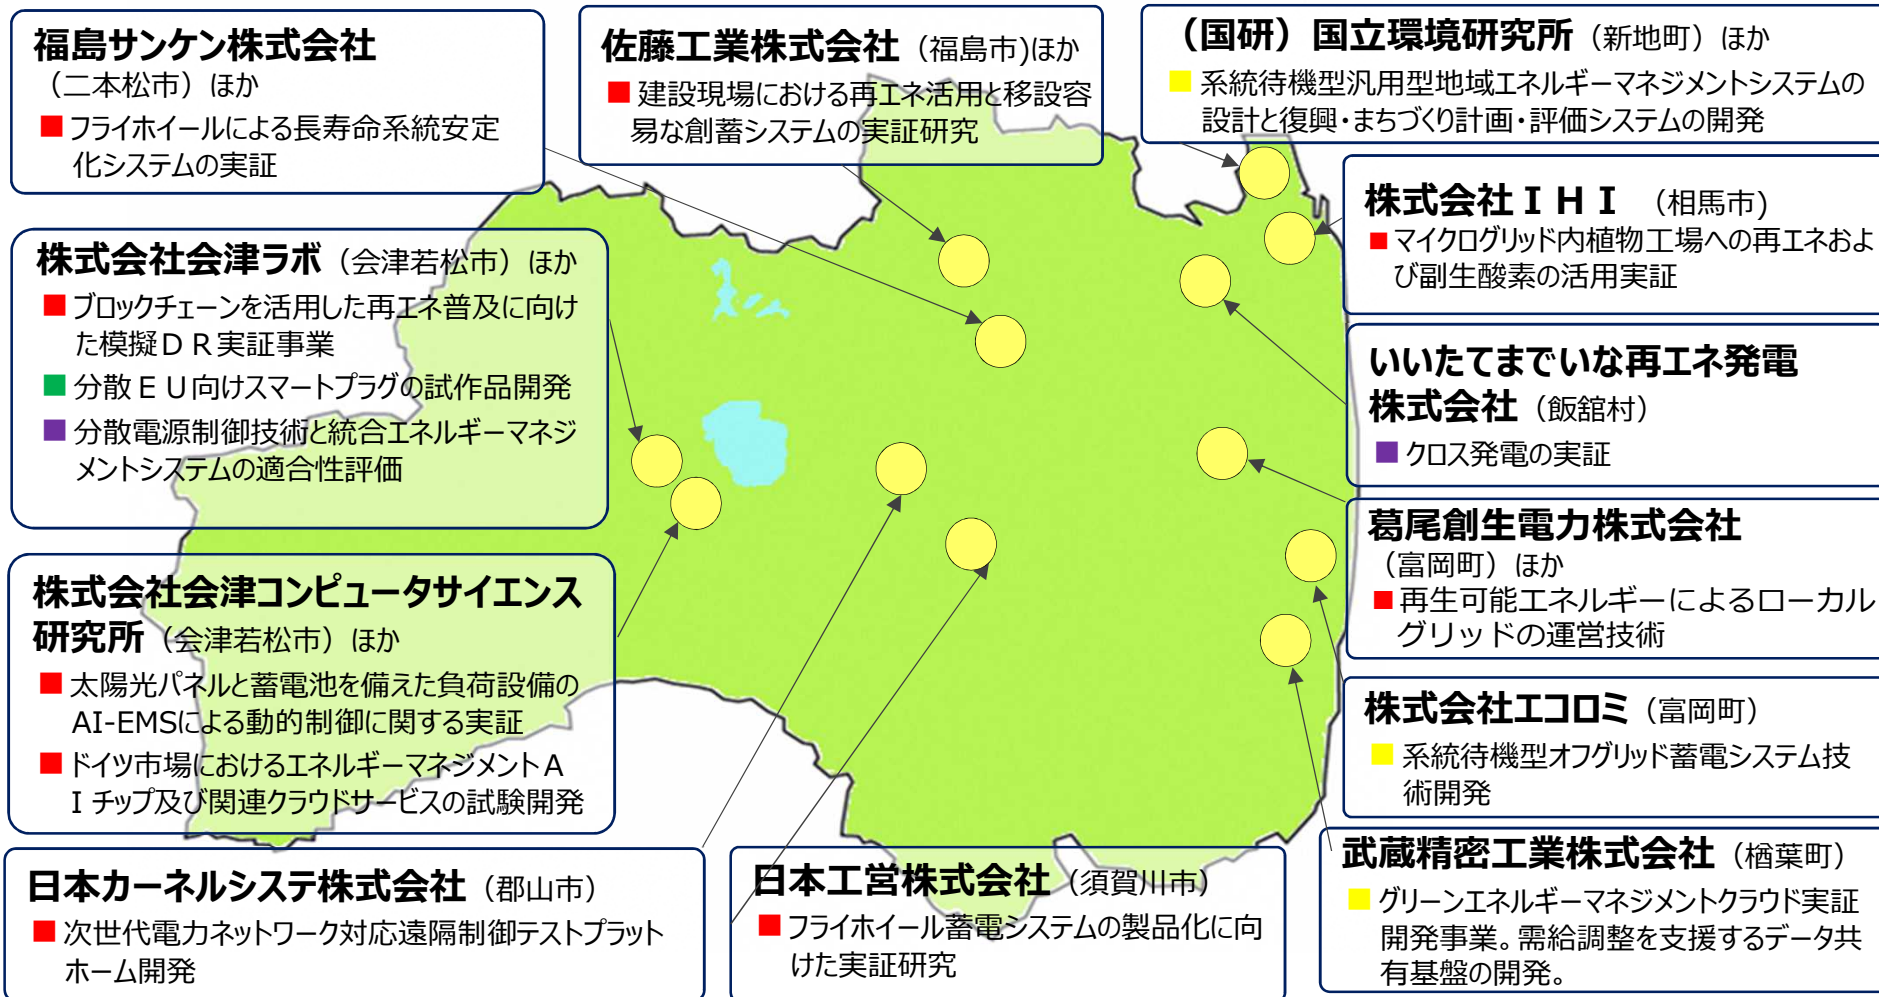 福島サンケン株式会社
（二本松市）ほか
フライホイールによる長寿命系統安定
化システムの実証
佐藤工業株式会社（福島市)ほか
建設現場における再エネ活用と移設容
易な創蓄システムの実証研究
（国研）国立環境研究所（新地町）ほか
系統待機型汎用型地域エネルギーマネジメントシステムの
設計と復興・まちづくり計画・評価システムの開発
株式会社ＩＨＩ（相馬市)
マイクログリッド内植物工場への再エネおよ
び副生酸素の活用実証
株式会社会津ラボ（会津若松市）ほか
ブロックチェーンを活用した再エネ普及に向け
た模擬ＤＲ実証事業
分散ＥＵ向けスマートプラグの試作品開発
分散電源制御技術と統合エネルギーマネジ
メントシステムの適合性評価
いいたてまでいな再エネ発電
株式会社（飯舘村）
クロス発電の実証
葛尾創生電力株式会社
（富岡町）ほか
再生可能エネルギーによるローカル
グリッドの運営技術
株式会社会津コンピュータサイエンス
研究所（会津若松市）ほか
太陽光パネルと蓄電池を備えた負荷設備の
AI-EMSによる動的制御に関する実証
ドイツ市場におけるエネルギーマネジメントＡ
Ｉチップ及び関連クラウドサービスの試験開発
株式会社エコロミ（富岡町）
系統待機型オフグリッド蓄電システム技
術開発
日本カーネルシステ株式会社（郡山市）
次世代電力ネットワーク対応遠隔制御テストプラット
ホーム開発
日本工営株式会社（須賀川市）
フライホイール蓄電システムの製品化に向
けた実証研究
武蔵精密工業株式会社（楢葉町）
グリーンエネルギーマネジメントクラウド実証
開発事業。需給調整を支援するデータ共
有基盤の開発。